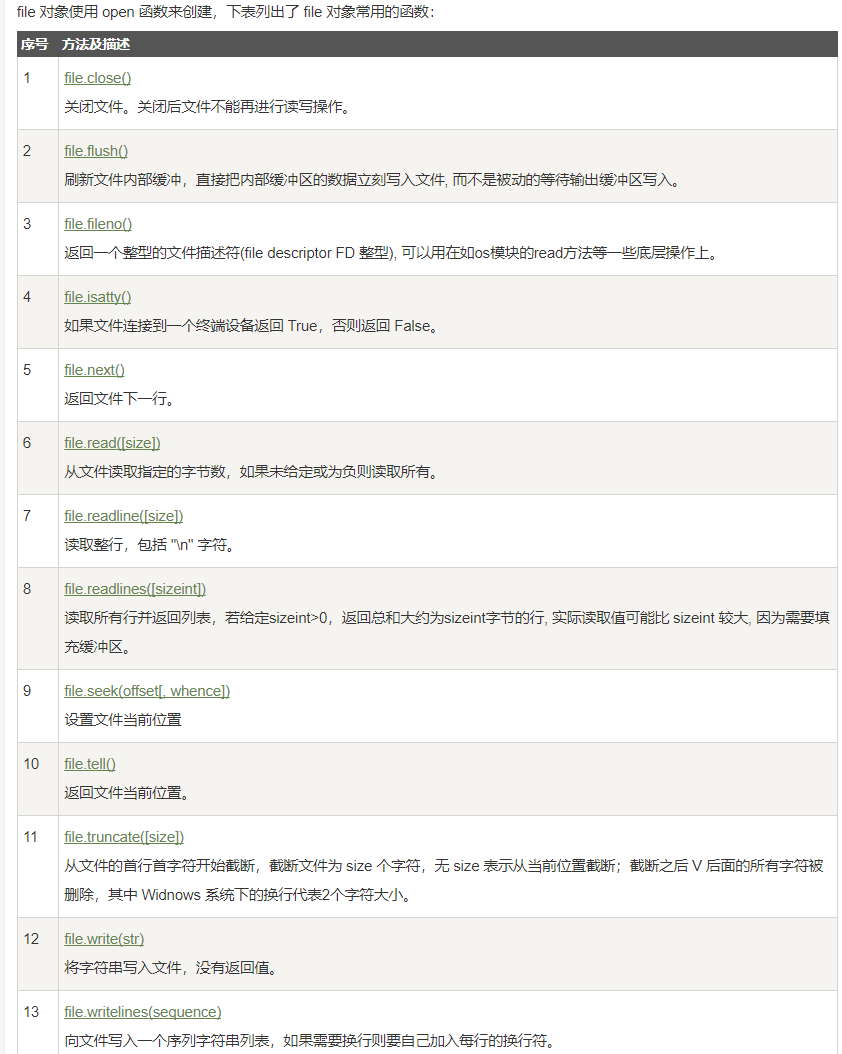 file 对象使用 open 函数来创建，下表列出了 file 对象常用的函数：
序号 方法及描述
1 file.close()
关闭文件。关闭后文件不能再进行读写操作。
2 file.flush()
刷新文件内部缓冲，直接把内部缓冲区的数据立刻写入文件, 而不是被动的等待输出缓冲区写入。
3 file.fileno()
返回一个整型的文件描述符(file descriptor FD 整型), 可以用在如os模块的read方法等一些底层操作上。
4 file.isatty()
如果文件连接到一个终端设备返回 True，否则返回 False。
5 file.next()
返回文件下一行。
6 file.read([size])
从文件读取指定的字节数，如果未给定或为负则读取所有。
7 file.readline([size])
读取整行，包括 "\n" 字符。
8 file.readlines([sizeint])
读取所有行并返回列表，若给定sizeint>0，返回总和大约为sizeint字节的行, 实际读取值可能比 sizeint 较大, 因为需要填
充缓冲区。
9 file.seek(offset[, whence])
设置文件当前位置
10 file.tell()
返回文件当前位置。
11 file.truncate([size])
从文件的首行首字符开始截断，截断文件为 size 个字符，无 size 表示从当前位置截断；截断之后 V 后面的所有字符被
删除，其中 Widnows 系统下的换行代表2个字符大小。
12 file.write(str)
将字符串写入文件，没有返回值。
13 file.writelines(sequence)
向文件写入一个序列字符串列表，如果需要换行则要自己加入每行的换行符。